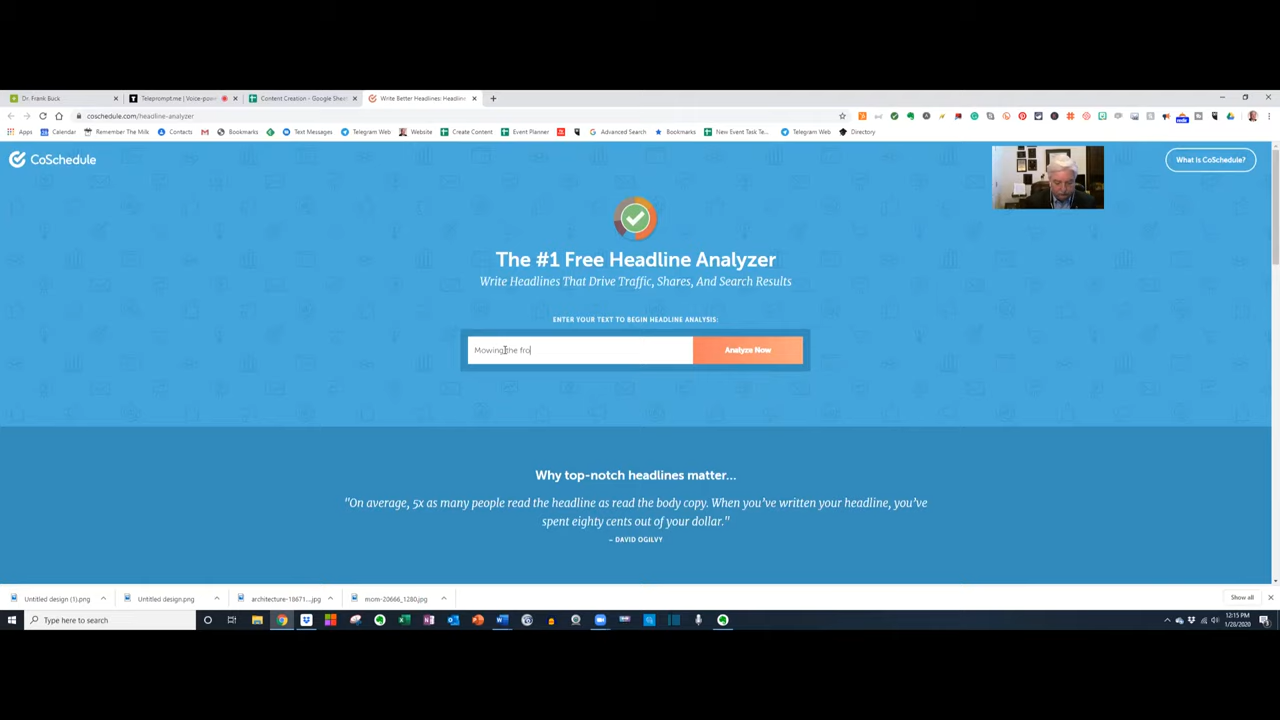 Dr. Frank Buck
Teleprompt.me | Voice-pow
Content Creation - Google Shee
Write Better Headlines: Headline
coschedule.com/headline-analyzer
Apps
Calendar
Remember The Milk
Contacts
Bookmarks
Text Messages
Telegram Web
Website
Create Content
Event Planner
Advanced Search
Bookmarks
New Event Task Te...
Telegram Web
Directory
CoSchedule
What Is CoSchedule?
The #1 Free Headline Analyzer
Write Headlines That Drive Traffic, Shares, And Search Results
ENTER YOUR TEXT TO BEGIN HEADLINE ANALYSIS:
Mowing the fro
Analyze Now
Why top-notch headlines matter...
"On average, 5x as many people read the headline as read the body copy. When you've written your headline, you've
spent eighty cents out of your dollar."
– DAVID OGILVY
Untitled design (1).png
Untitled design.png
architecture-18671....jpg
mom-20666_1280.jpg
Show all
Type here to search
12:15 PM
1/28/2020